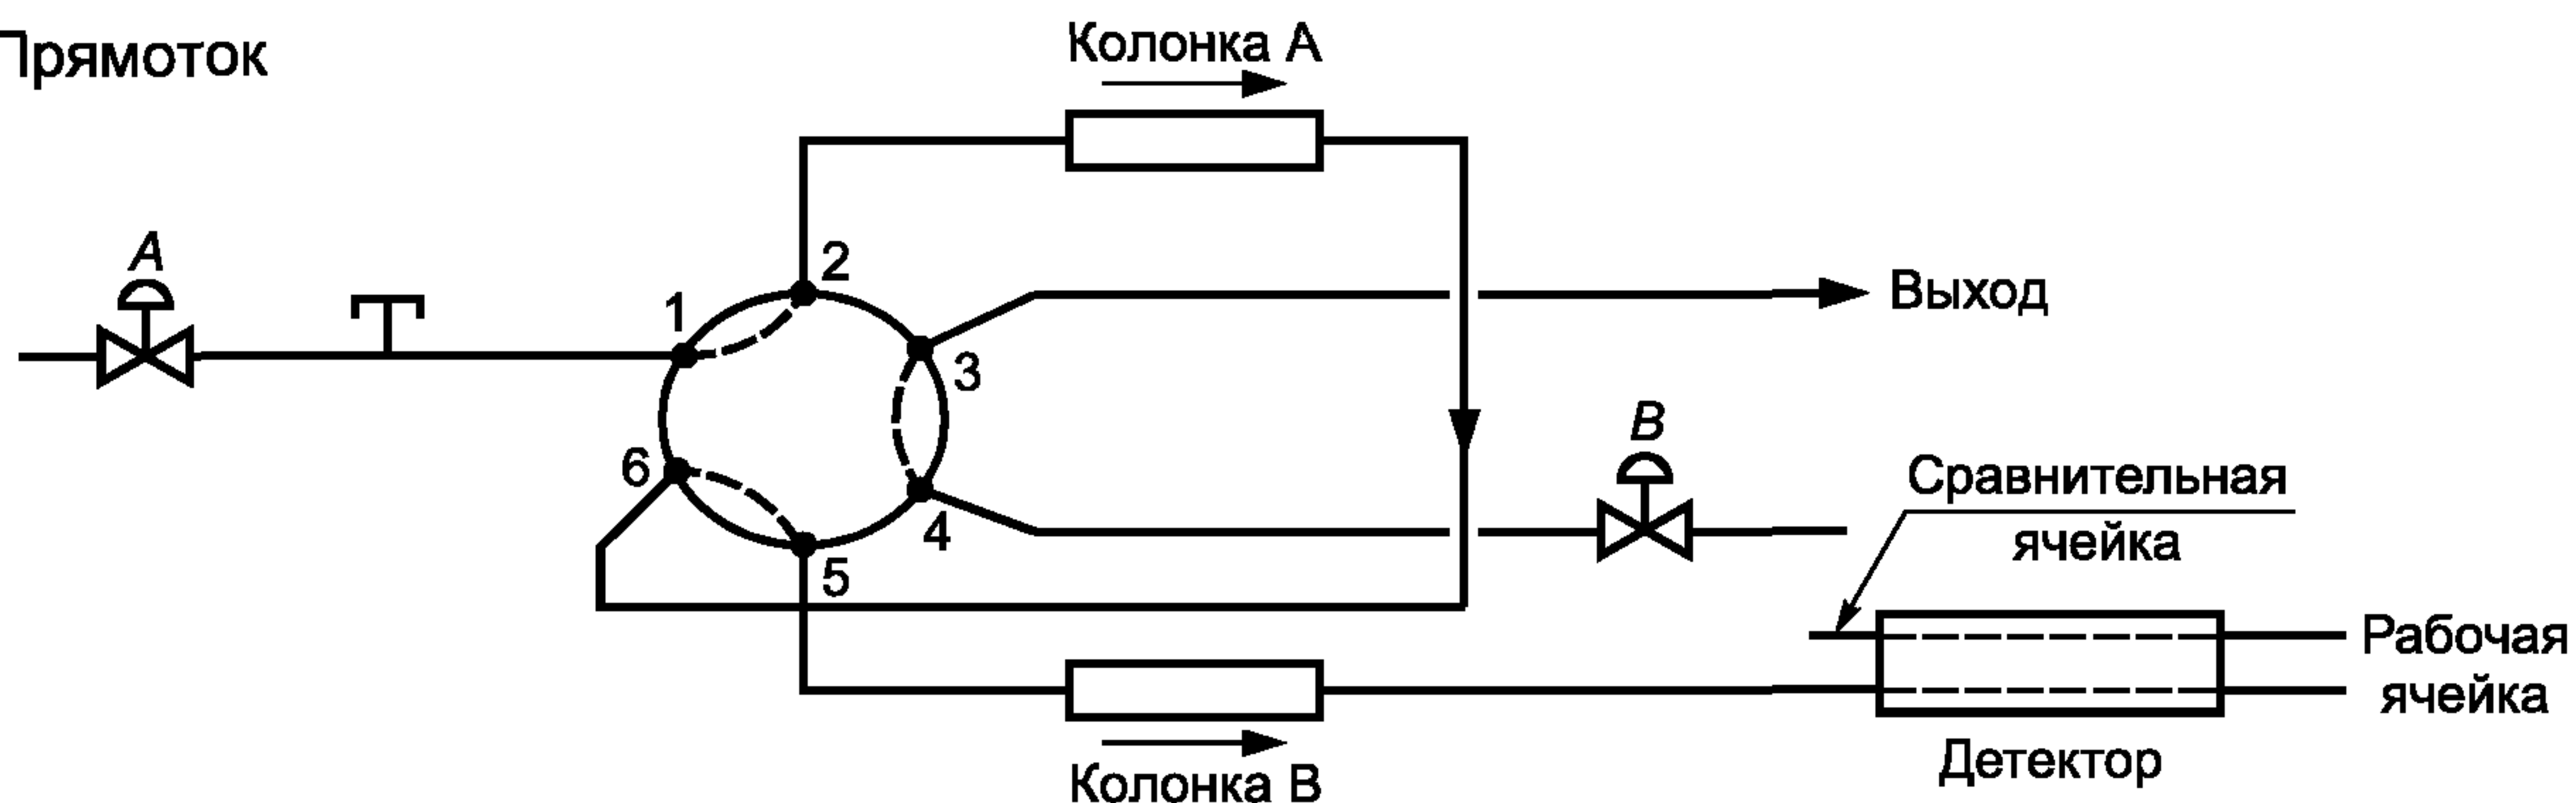 Прямоток
Колонка А
A
2
1
Выход
3
B
6
Сравнительная
ячейка
4
5
Рабочая
ячейка
Детектор
Колонка В